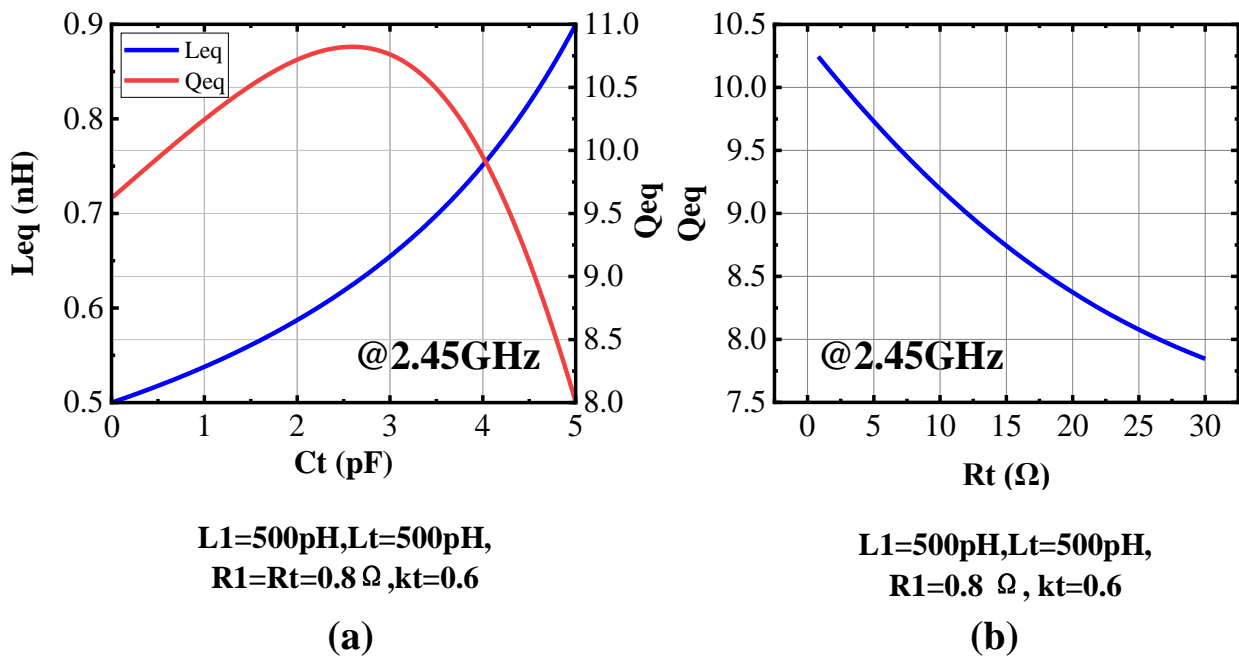 0.9
0.8
0.7
0.6
0.5
Leq (nH)
Leq
Qeq
@2.45GHz
11.0
10.5
10.0
9.5
9.0
8.5
8.0
Qeq
0 1 2 3 4 5
Ct (pF)
L1=500pH,Lt=500pH,
R1=Rt=0.8Ω,kt=0.6
(a)
Qeq
10.5
10.0
9.5
9.0
8.5
8.0
7.5
@2.45GHz
0 5 10 15 20 25 30
Rt (Ω)
L1=500pH,Lt=500pH,
R1=0.8 Ω, kt=0.6
(b)